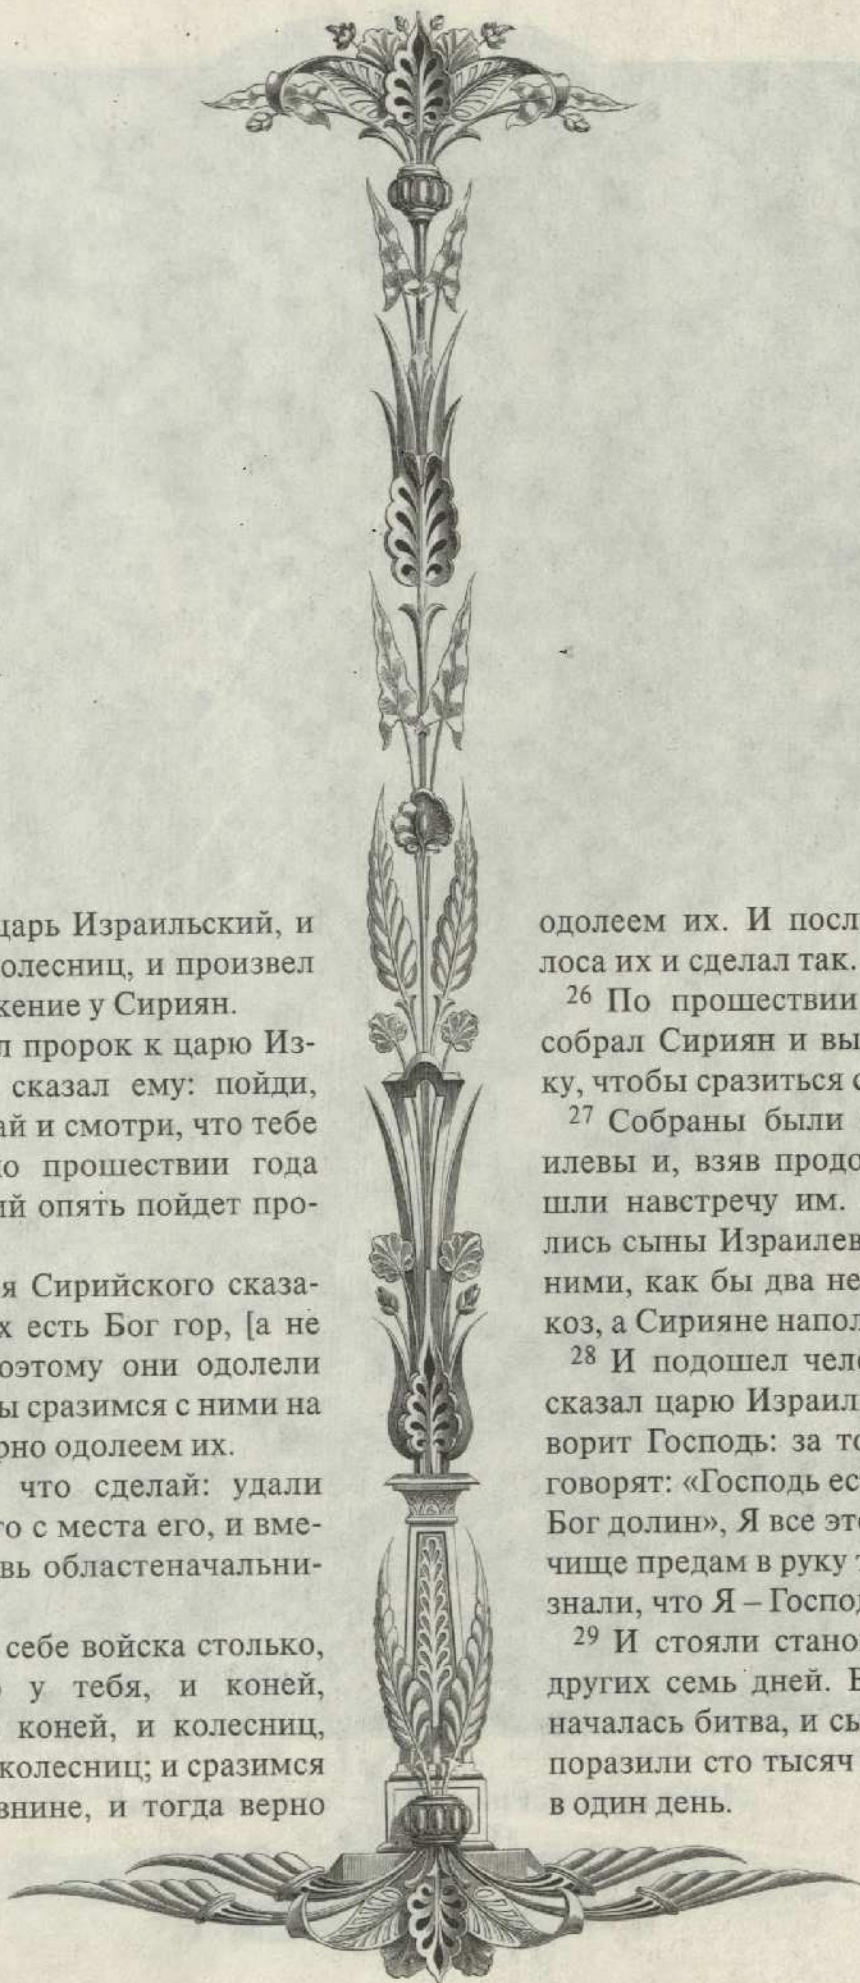 царь Израильский, и
олесниц, и произвел
жение у Сириян.
л пророк к царю Из-
сказал ему: пойди,
ай и смотри, что тебе
о прошествии года
ий опять пойдет про-
я Сирийского сказа-
х есть Бог гор, [а не
оэтому они одолели
ы сразимся с ними на
рно одолеем их.
что сделай: удали
го с места его, и вме-
вь областеначальни-
себе войска столько,
о у тебя, и коней,
коней, и колесниц,
колесниц; и сразимся
внине, и тогда верно
одолеем их. И посл
лоса их и сделал так.
26 По прошествии
собрал Сириян и вы
ку, чтобы сразиться с
27 Собраны были
илевы и, взяв продо
шли навстречу им.
лись сыны Израилев
ними, как бы два не
коз, а Сирияне напол
28 И подошел чело
сказал царю Израил
ворит Господь: за то
говорят: «Господь ес
Бог долин», Я все это
чище предам в руку т
знали, что Я – Господ
29 И стояли стано
других семь дней. В
началась битва, и сы
поразили сто тысяч
в один день.